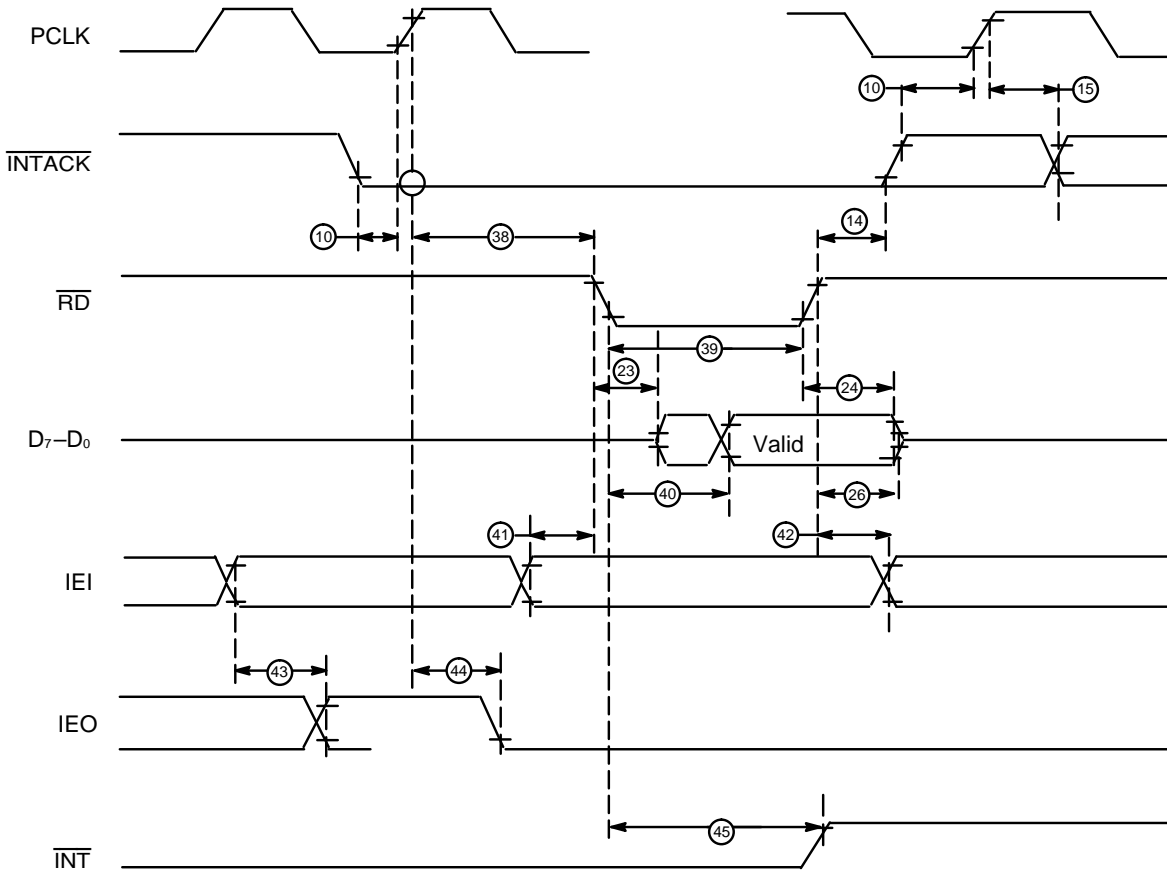 PCLK
10
15
INTACK
10
38
14
RD
39
23
24
D₇–D₀
Valid
40
26
41
42
IEI
43
44
IEO
45
INT